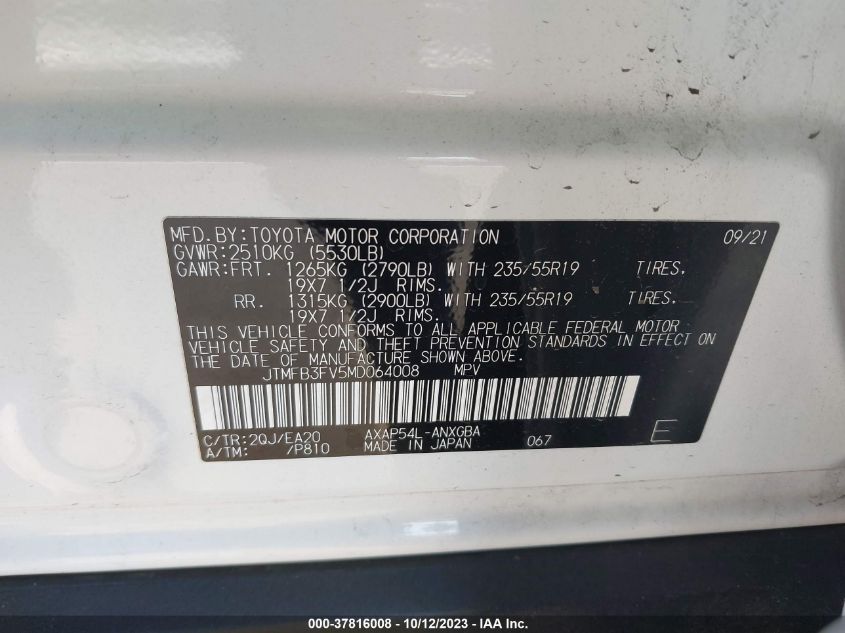 MFD.BY:TOYOTA MOTOR CORPORATION 09/21
GVWR:2510KG (5530LB)
GAWR:FRT. 1265KG (2790LB) WITH 235/55R19 TIRES.
19X7 1/2J RIMS.
RR. 1315KG (2900LB) WITH 235/55R19 TIRES.
19X7 1/2J RIMS.
THIS VEHICLE CONFORMS TO ALL APPLICABLE FEDERAL MOTOR
VEHICLE SAFETY AND THEFT PREVENTION STANDARDS IN EFFECT ON
THE DATE OF MANUFACTURE SHOWN ABOVE.
JTMFB3FV5MD064008 MPV
C/TR:2QJ/EA20 AXAP54L-ANXGBA
A/TM: /P810 MADE IN JAPAN 067 E
000-37816008 - 10/12/2023 - IAA Inc.